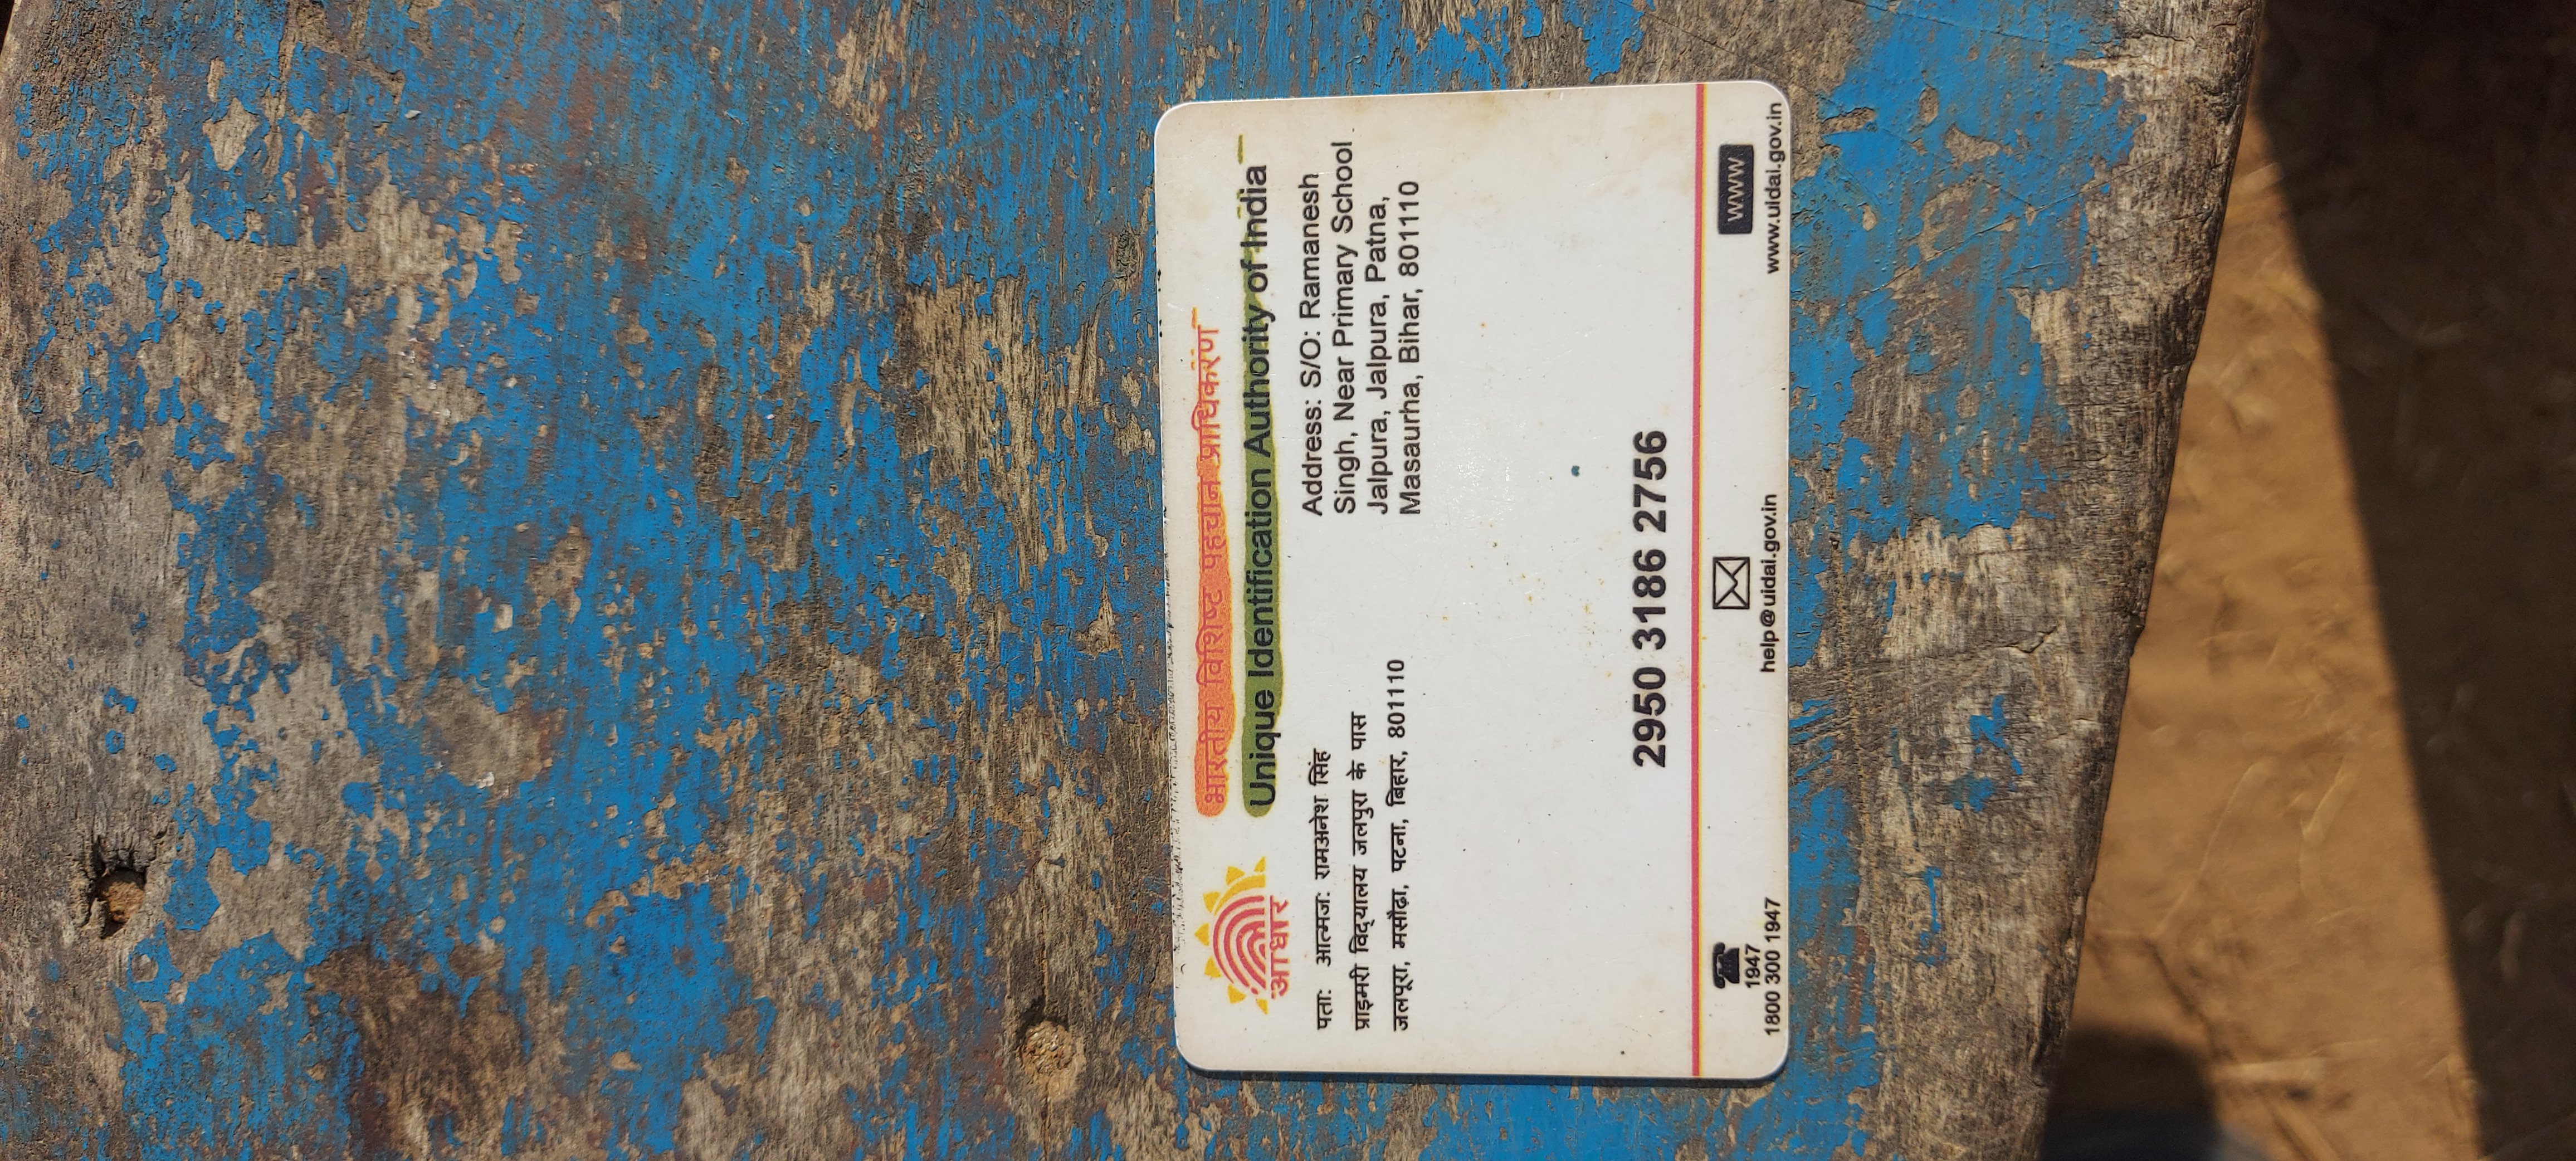 भारतीय विशिष्ट पहचान प्राधिकरण
Unique Identification Authority of India
आधार
पता: आत्मज: रामअनेश सिंह
प्राइमरी विद्यालय जलपुरा के पास
जलपूरा, मसौढ़ा, पटना, बिहार, 801110
Address: S/O: Ramanesh
Singh, Near Primary School
Jalpura, Jalpura, Patna,
Masaurha, Bihar, 801110
2950 3186 2756
1947
1800 300 1947
help@uidai.gov.in
WWW
www.uidai.gov.in